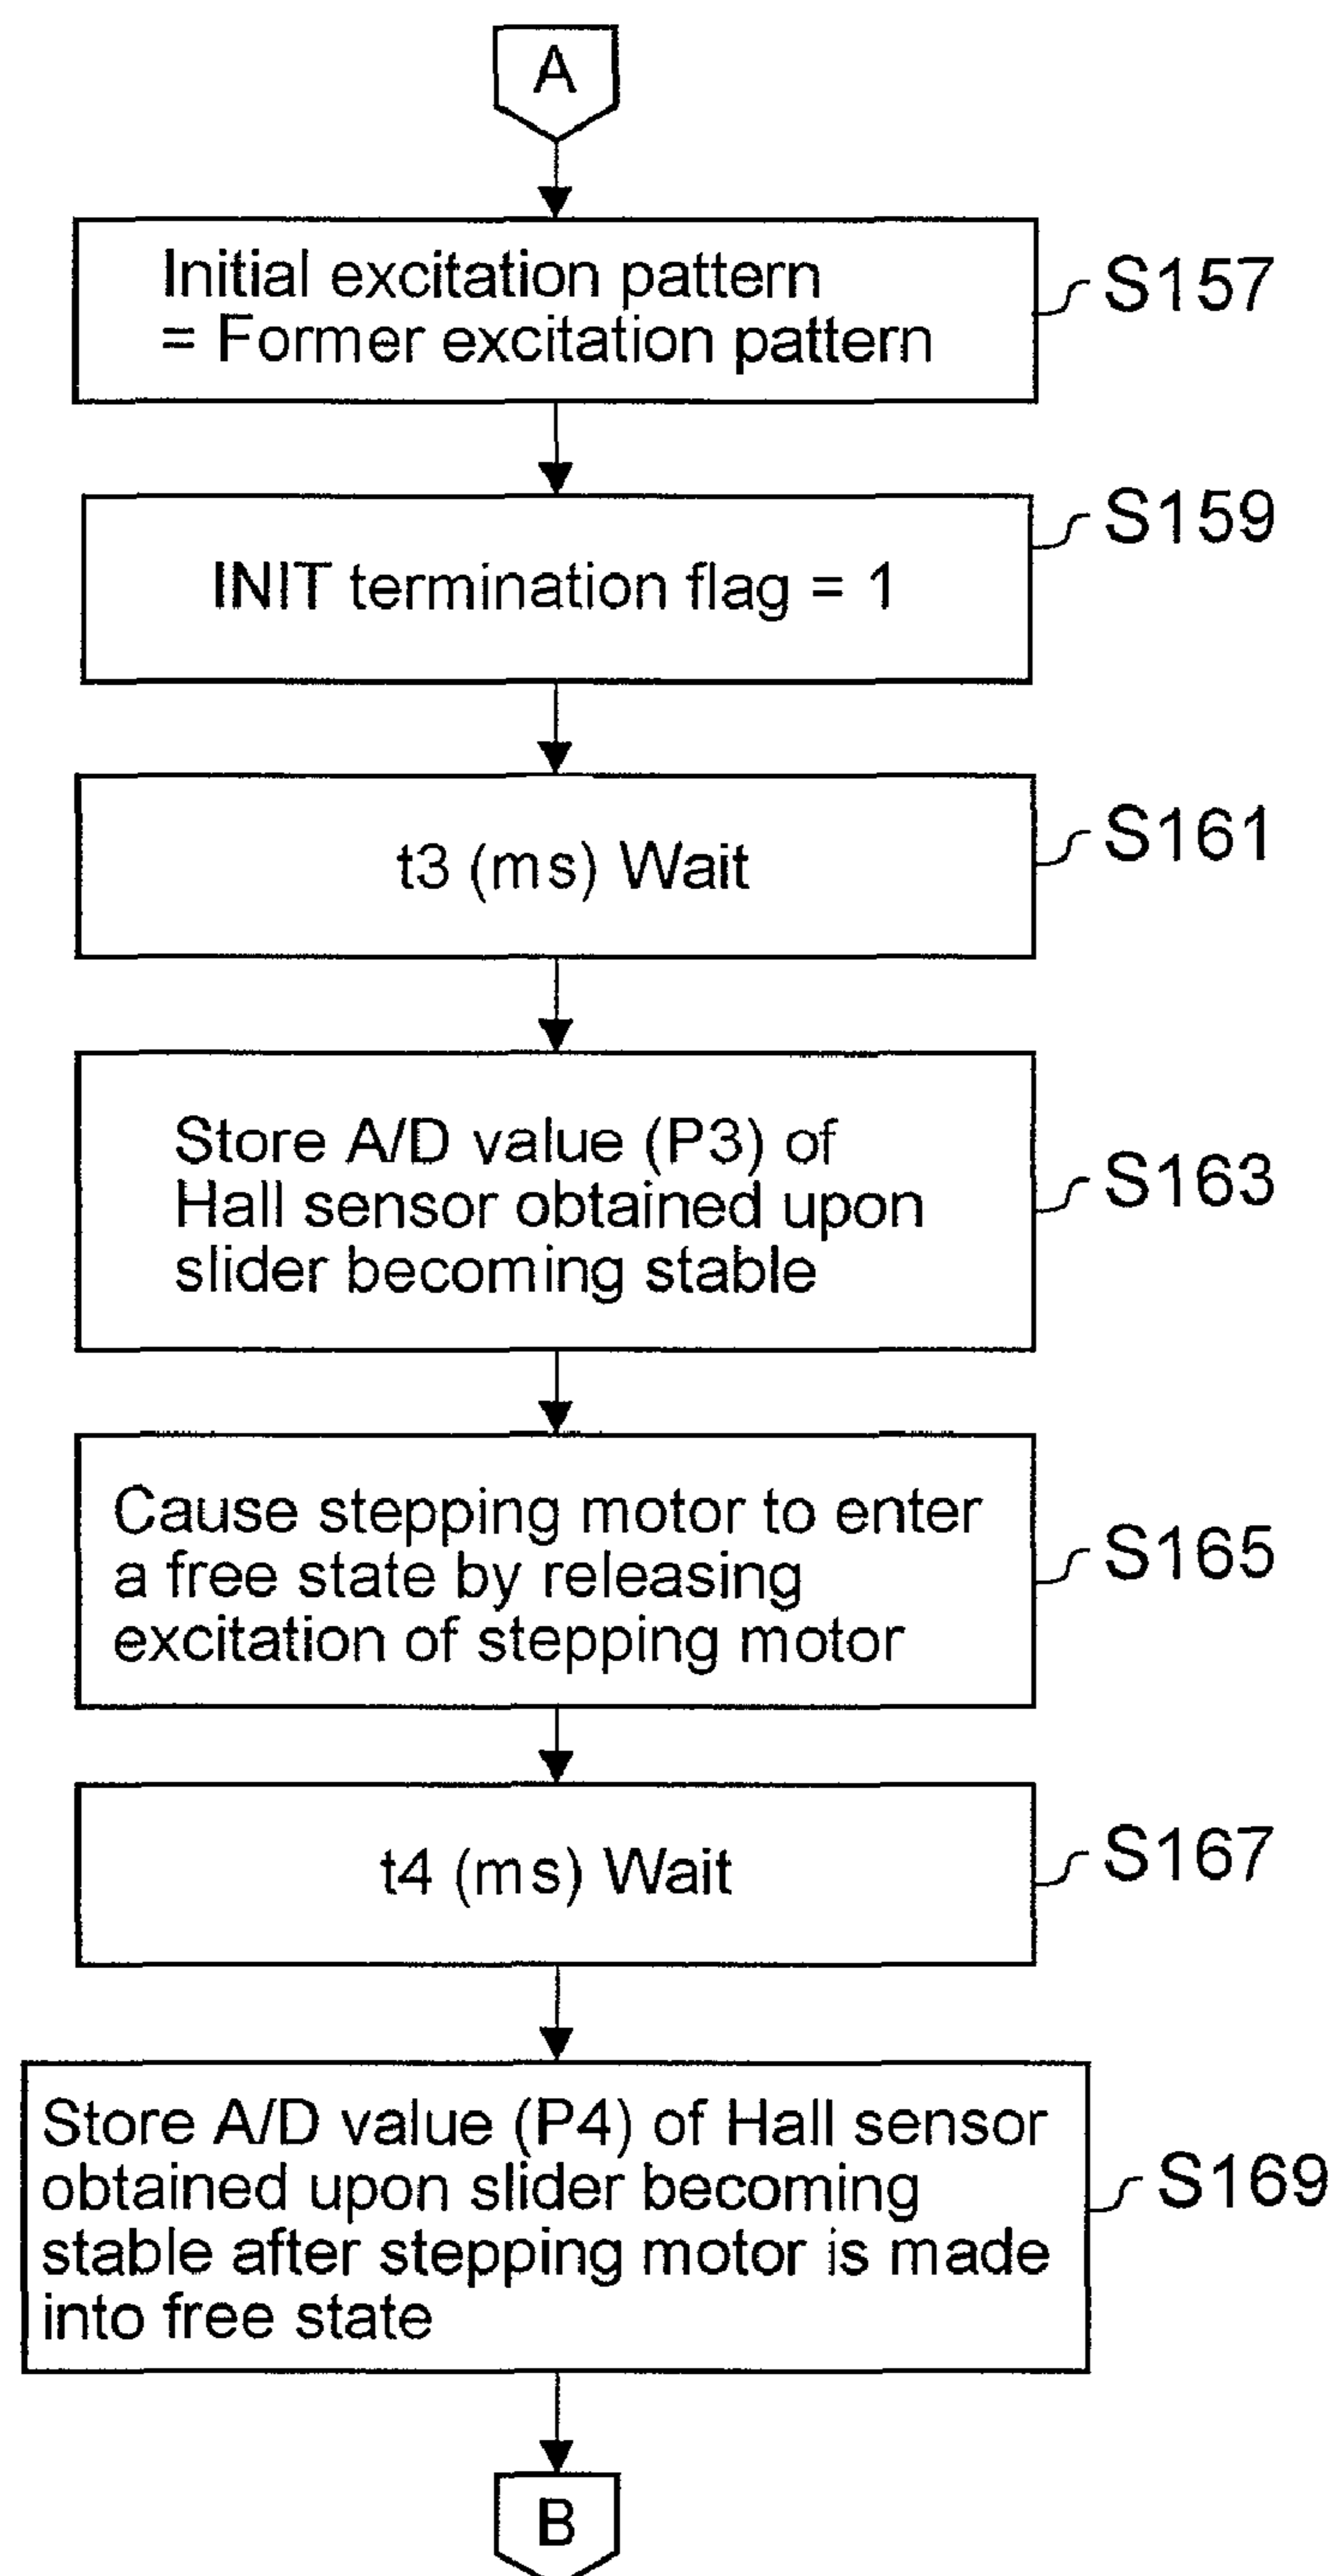 A
Initial excitation pattern
= Former excitation pattern
S157
INIT termination flag = 1
S159
t3 (ms) Wait
S161
Store A/D value (P3) of
Hall sensor obtained upon
slider becoming stable
S163
Cause stepping motor to enter
a free state by releasing
excitation of stepping motor
S165
t4 (ms) Wait
S167
Store A/D value (P4) of Hall sensor
obtained upon slider becoming
stable after stepping motor is made
into free state
S169
B